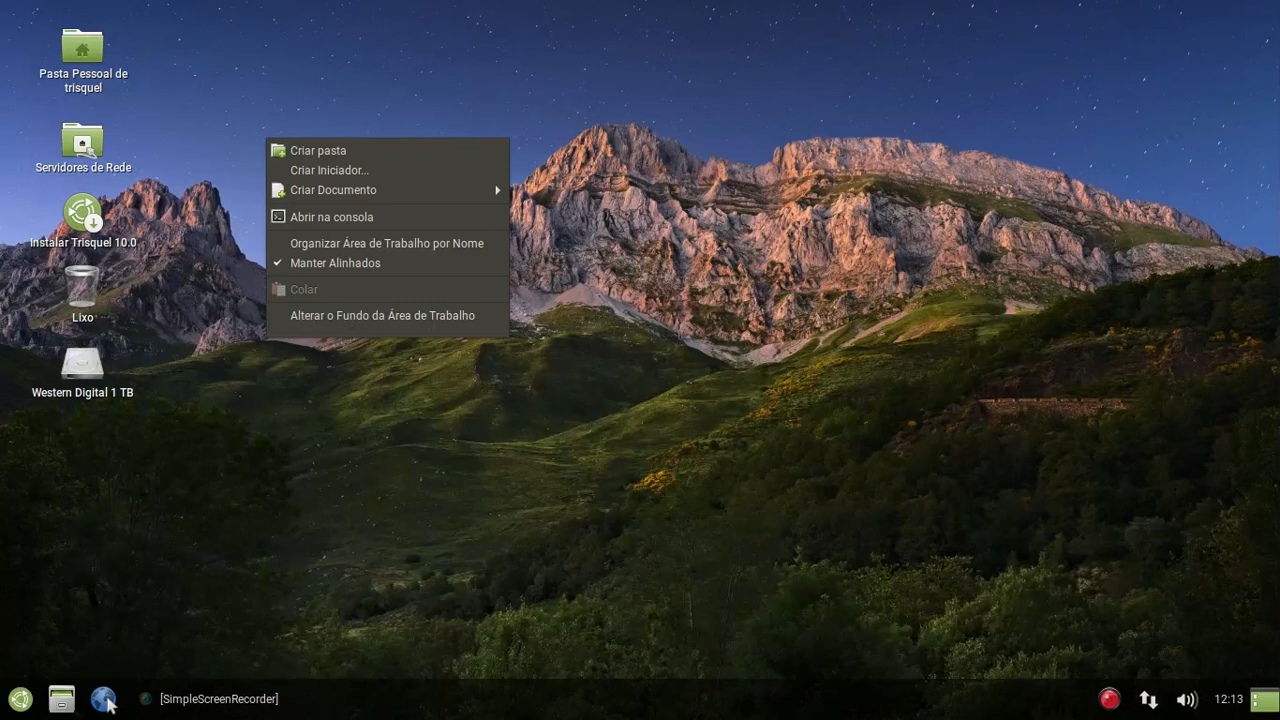 Pasta Pessoal de
trisquel
Servidores de Rede
Instalar Trisquel 10.0
Lixo
Western Digital 1 TB
Criar pasta
Criar Iniciador...
Criar Documento
Abrir na consola
Organizar Área de Trabalho por Nome
Manter Alinhados
Colar
Alterar o Fundo da Área de Trabalho
[SimpleScreenRecorder]
12:13